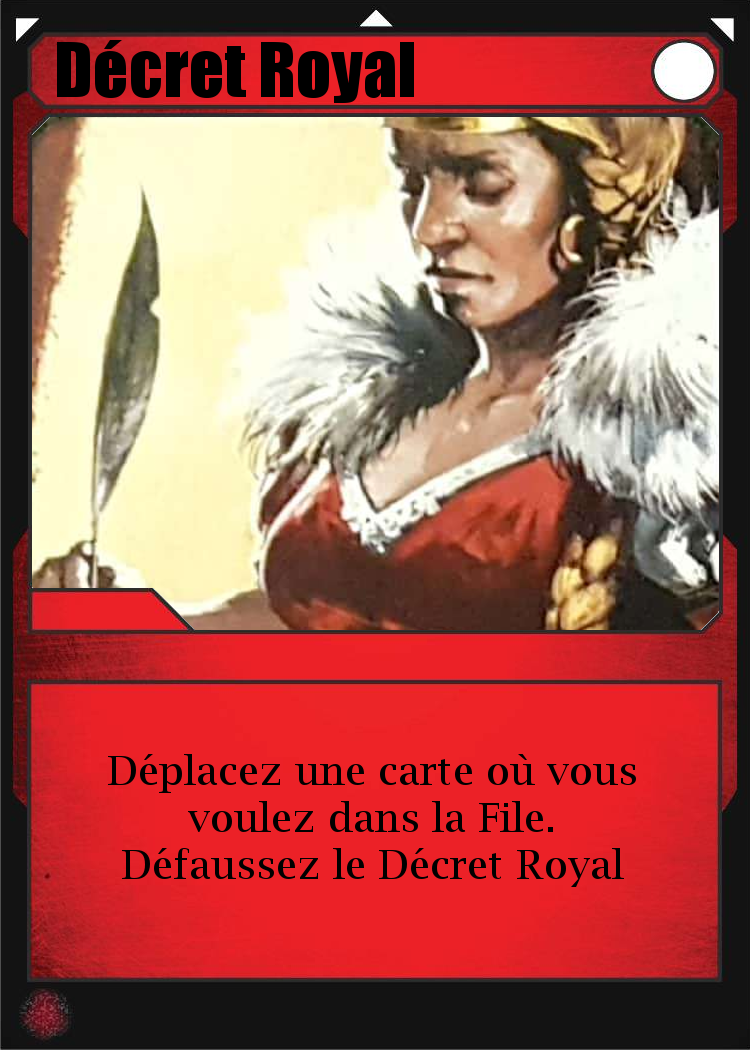 Décret Royal
Déplacez une carte où vous
voulez dans la File.
Défaussez le Décret Royal